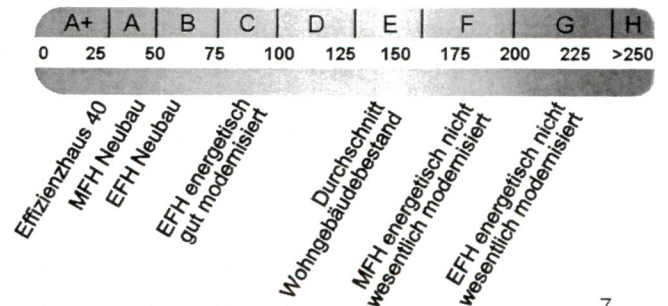 A+ A B C D E F G H
0 25 50 75 100 125 150 175 200 225 >250
Effizienzhaus 40
MFH Neubau
EFH Neubau
EFH energetisch
gut modernisiert
Durchschnitt
Wohngebäudebestand
MFH energetisch nicht
wesentlich modernisiert
EFH energetisch nicht
wesentlich modernisiert
7